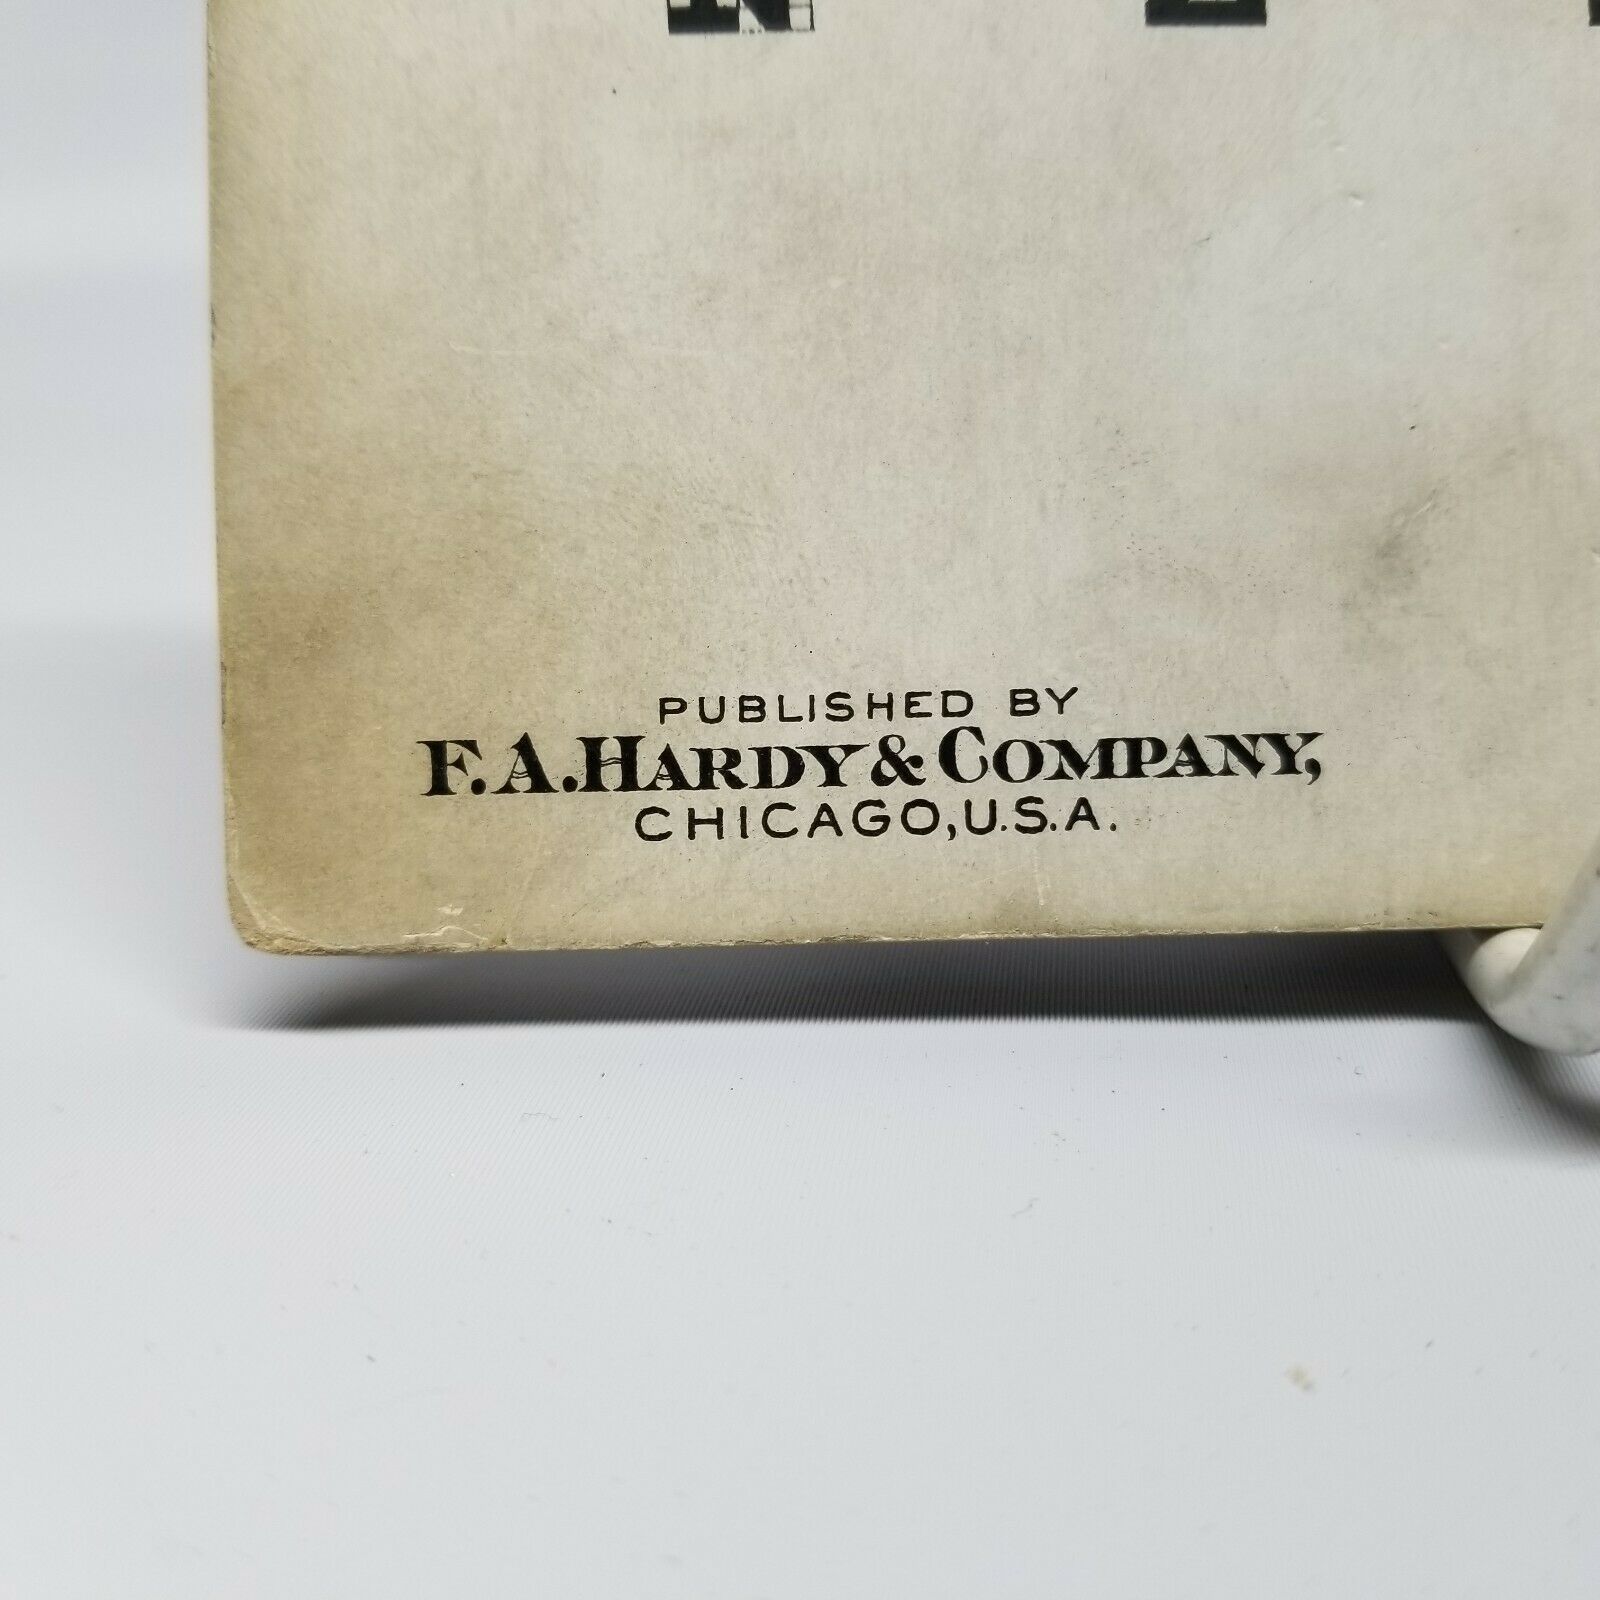 PUBLISHED BY
F. A. HARDY & COMPANY,
CHICAGO, U.S.A.